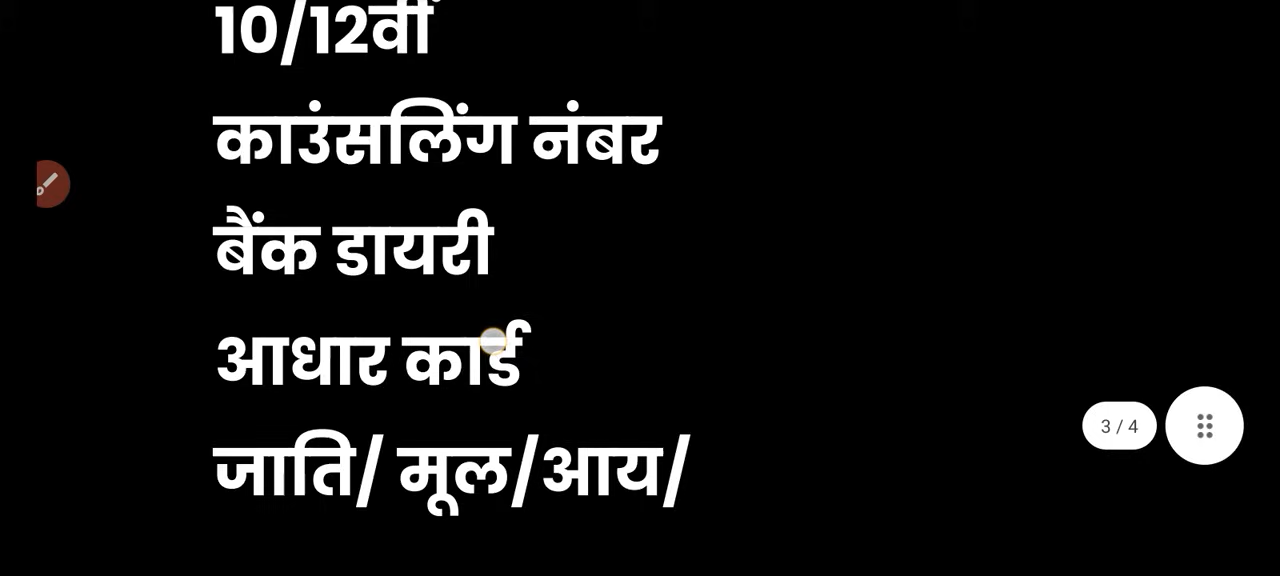 10/12वीं
काउंसलिंग नंबर
बैंक डायरी
आधार कार्ड
3 / 4
जाति/ मूल/आय/